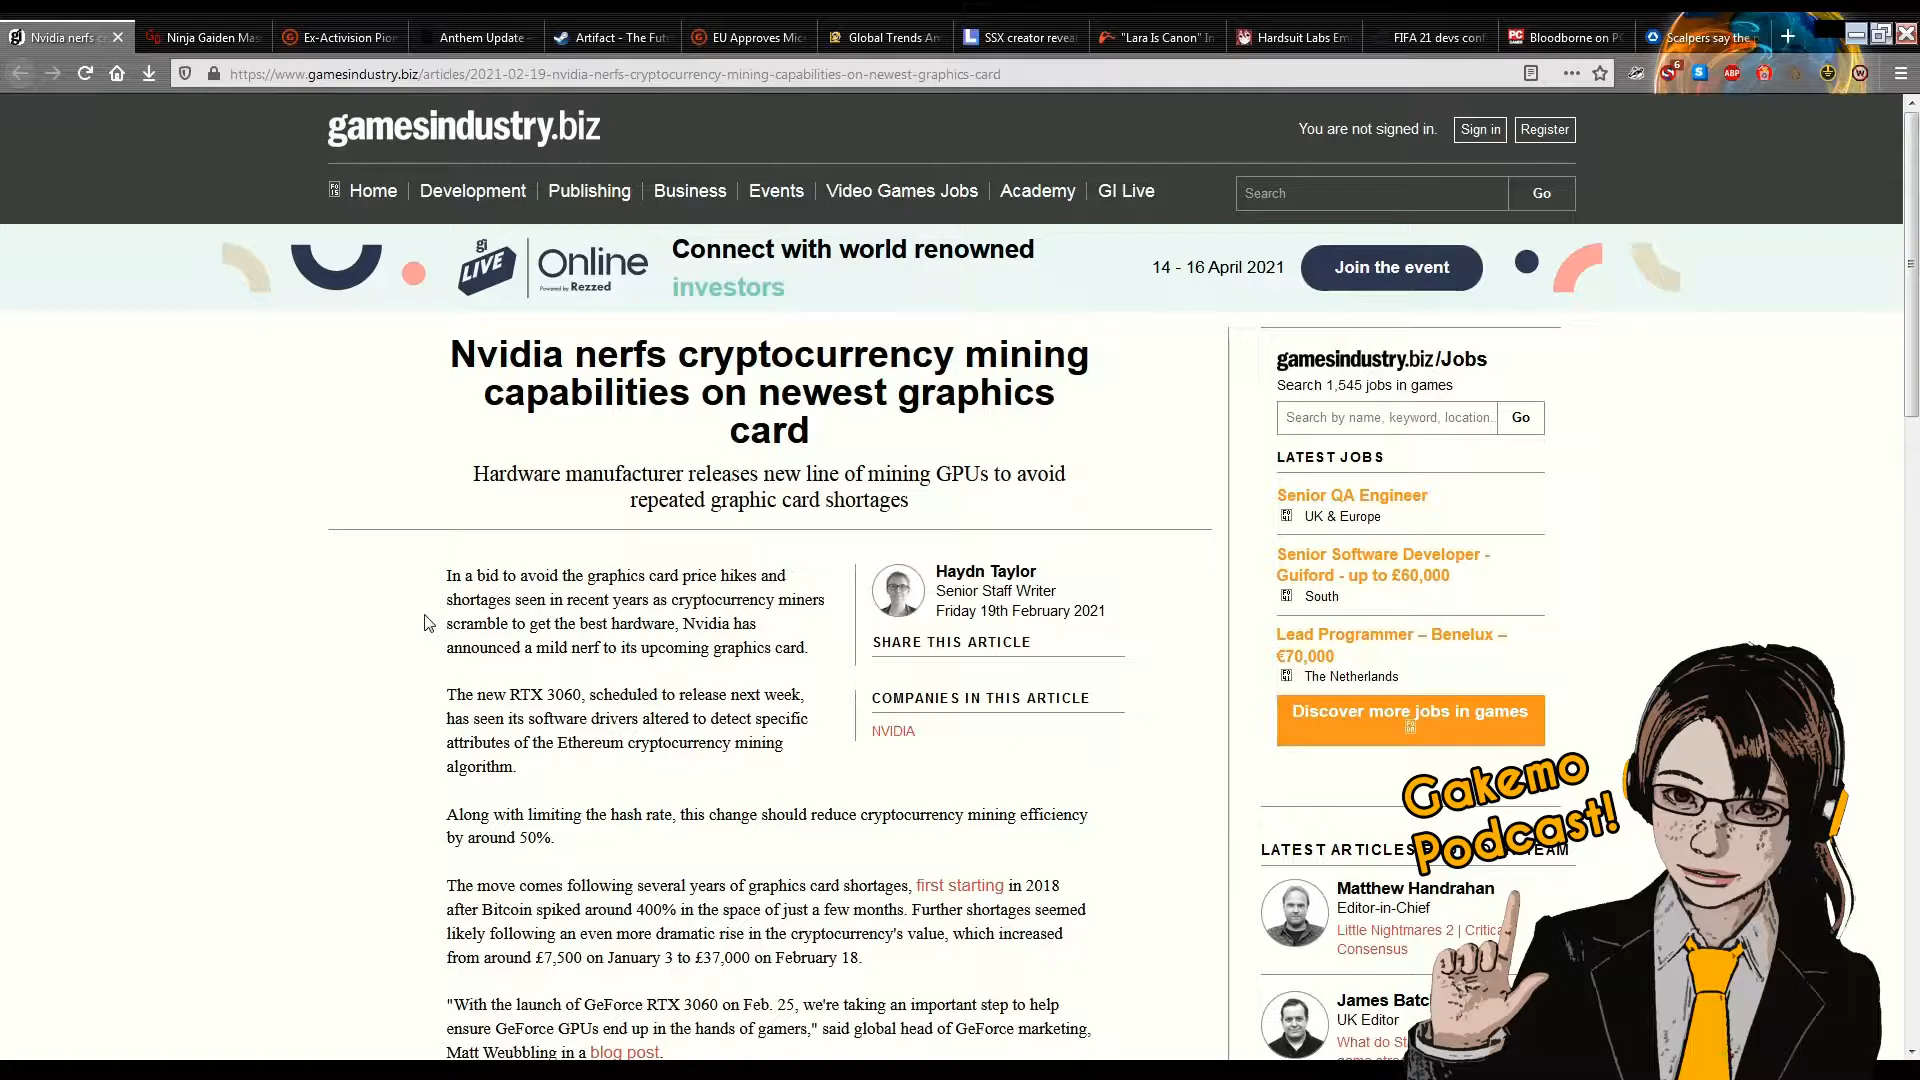 Nvidia nerfs c
Ninja Gaiden Mas
Ex-Activision Pion
Anthem Update -
Artifact - The Futu
EU Approves Micr
Global Trends An
SSX creator revea
"Lara Is Canon" In
Hardsuit Labs Em
FIFA 21 devs conf
Bloodborne on PC
Scalpers say the p
https://www.gamesindustry.biz/articles/2021-02-19-nvidia-nerfs-cryptocurrency-mining-capabilities-on-newest-graphics-card
6
ABP
gamesindustry.biz
You are not signed in.
Sign in
Register
Home
Development
Publishing
Business
Events
Video Games Jobs
Academy
GI Live
Search
Go
gi LIVE
Online
Powered by Rezzed
Connect with world renowned
investors
14 - 16 April 2021
Join the event
Nvidia nerfs cryptocurrency mining
capabilities on newest graphics
card
Hardware manufacturer releases new line of mining GPUs to avoid
repeated graphic card shortages
In a bid to avoid the graphics card price hikes and
shortages seen in recent years as cryptocurrency miners
scramble to get the best hardware, Nvidia has
announced a mild nerf to its upcoming graphics card.
The new RTX 3060, scheduled to release next week,
has seen its software drivers altered to detect specific
attributes of the Ethereum cryptocurrency mining
algorithm.
Haydn Taylor
Senior Staff Writer
Friday 19th February 2021
SHARE THIS ARTICLE
COMPANIES IN THIS ARTICLE
NVIDIA
Along with limiting the hash rate, this change should reduce cryptocurrency mining efficiency
by around 50%.
The move comes following several years of graphics card shortages, first starting in 2018
after Bitcoin spiked around 400% in the space of just a few months. Further shortages seemed
likely following an even more dramatic rise in the cryptocurrency's value, which increased
from around £7,500 on January 3 to £37,000 on February 18.
"With the launch of GeForce RTX 3060 on Feb. 25, we're taking an important step to help
ensure GeForce GPUs end up in the hands of gamers," said global head of GeForce marketing,
Matt Weubbling in a blog post.
gamesindustry.biz/Jobs
Search 1,545 jobs in games
Search by name, keyword, location..
Go
LATEST JOBS
Senior QA Engineer
UK & Europe
Senior Software Developer -
Guiford - up to £60,000
South
Lead Programmer – Benelux –
€70,000
The Netherlands
Discover more jobs in games
Gakemo
Podcast!
LATEST ARTICLES
Matthew Handrahan
Editor-in-Chief
Little Nightmares 2 | Critica
Consensus
James Batc
UK Editor
What do St